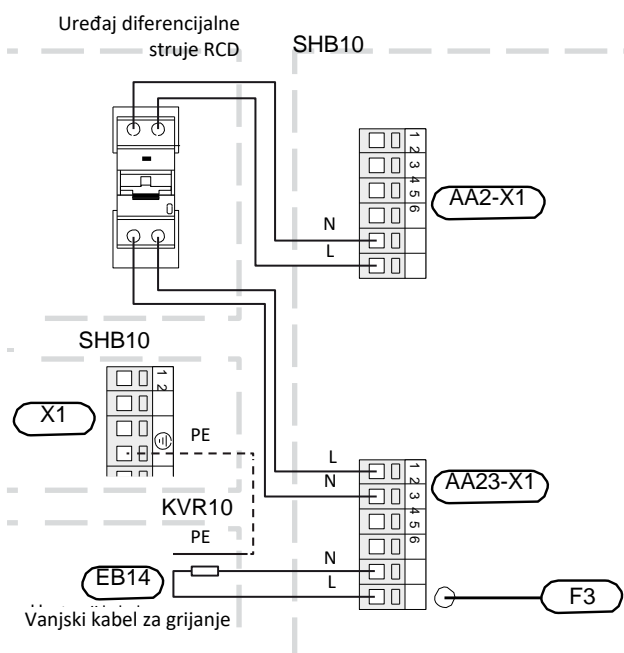 Uređaj diferencijalne
struje RCD
SHB10
1
2
3
4
5
6
AA2-X1
N
L
SHB10
1
2
X1
PE
L
N
1
2
3
4
5
6
AA23-X1
KVR10
PE
N
L
EB14
F3
Vanjski kabel za grijanje